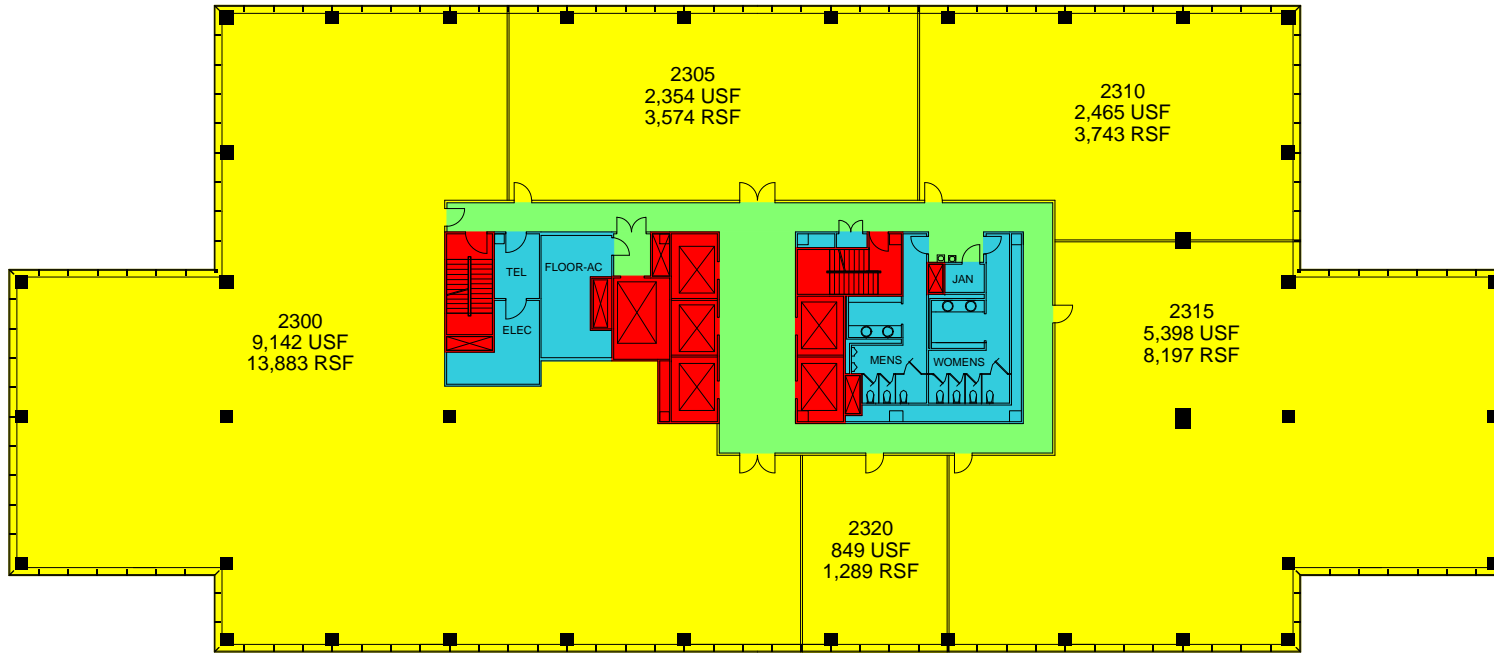 2305
2,354 USF
3,574 RSF
2310
2,465 USF
3,743 RSF
TEL
FLOOR-AC
ELEC
JAN
MENS
WOMENS
2300
9,142 USF
13,883 RSF
2315
5,398 USF
8,197 RSF
2320
849 USF
1,289 RSF